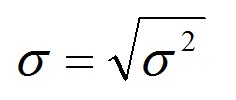 σ = √σ²